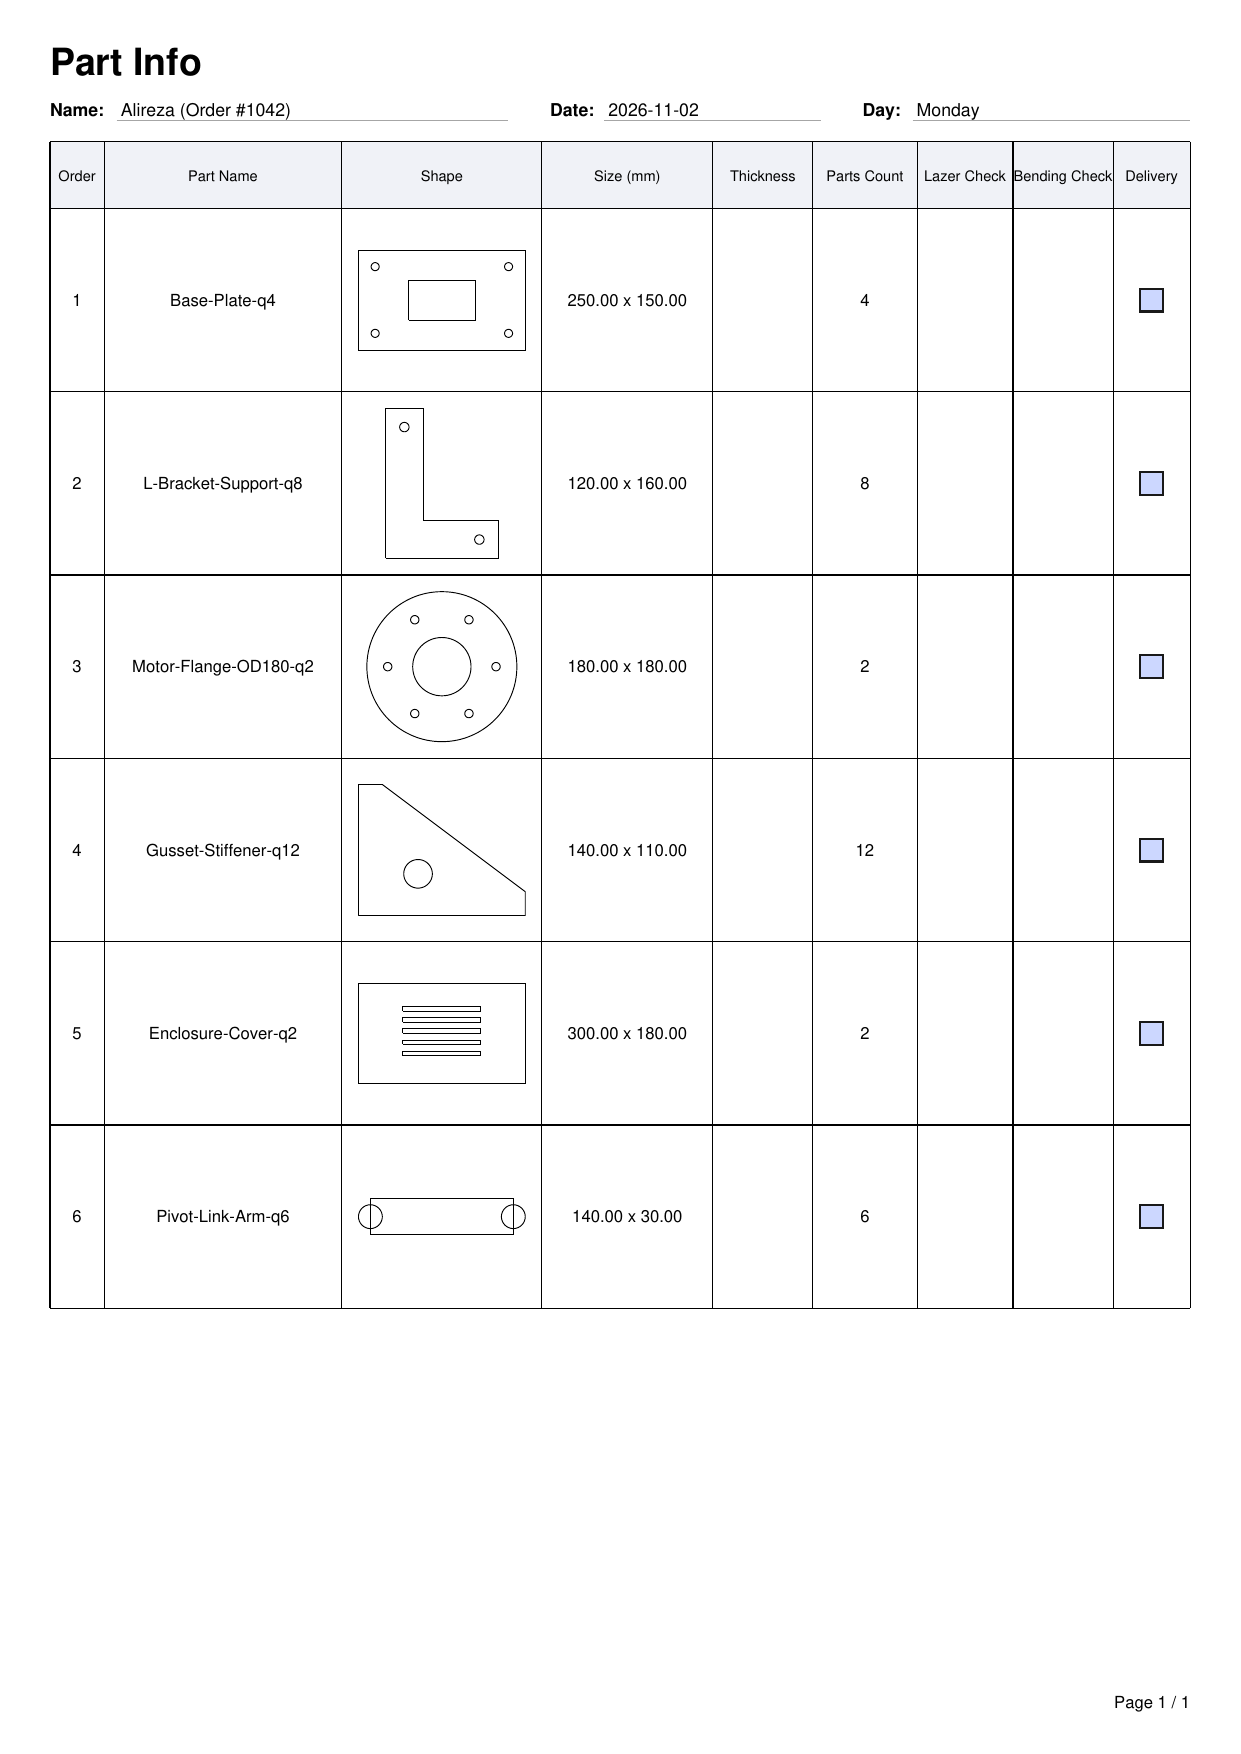 Part Info
Name: Alireza (Order #1042) Date: 2026-11-02 Day: Monday
Order Part Name Shape Size (mm) Thickness Parts Count Lazer Check Bending Check Delivery
1 Base-Plate-q4 250.00 x 150.00 4
2 L-Bracket-Support-q8 120.00 x 160.00 8
3 Motor-Flange-OD180-q2 180.00 x 180.00 2
4 Gusset-Stiffener-q12 140.00 x 110.00 12
5 Enclosure-Cover-q2 300.00 x 180.00 2
6 Pivot-Link-Arm-q6 140.00 x 30.00 6
Page 1 / 1